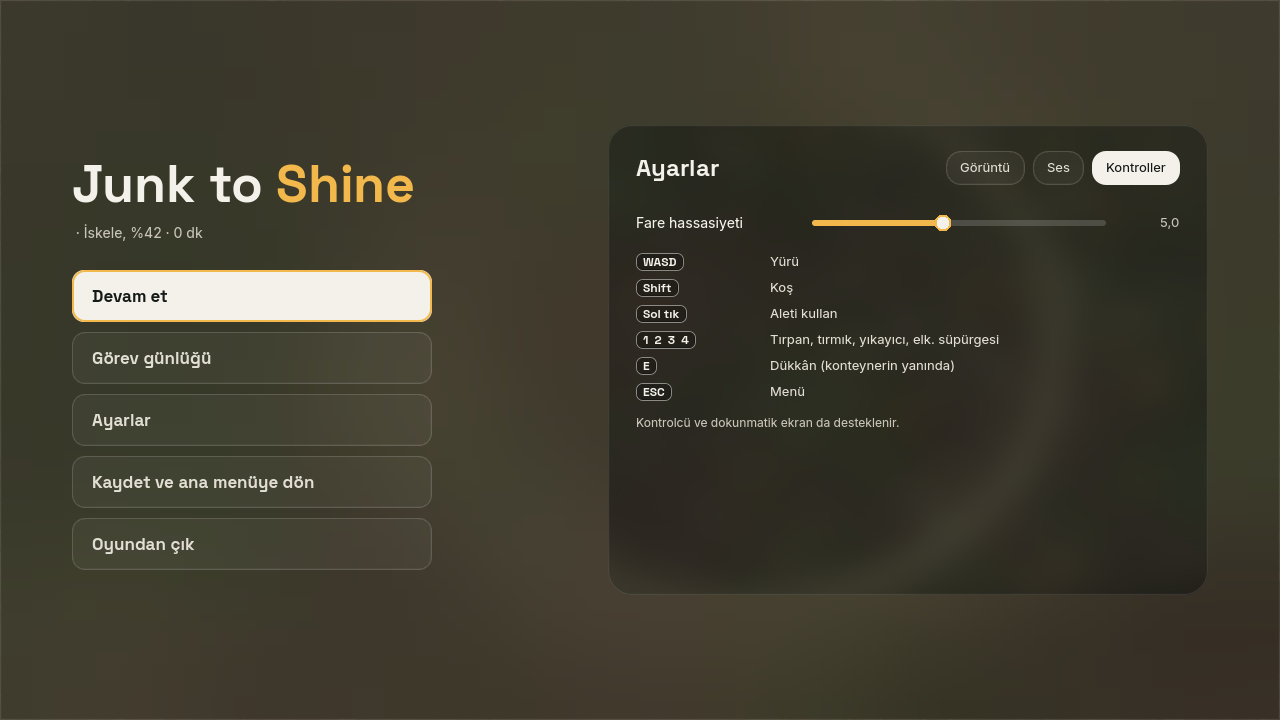 Junk to Shine
· İskele, %42 · 0 dk
Devam et
Görev günlüğü
Ayarlar
Kaydet ve ana menüye dön
Oyundan çık
Ayarlar
Görüntü
Ses
Kontroller
Fare hassasiyeti 5,0
WASD Yürü
Shift Koş
Sol tık Aleti kullan
1 2 3 4 Tırpan, tırmık, yıkayıcı, elk. süpürgesi
E Dükkân (konteynerin yanında)
ESC Menü
Kontrolcü ve dokunmatik ekran da desteklenir.